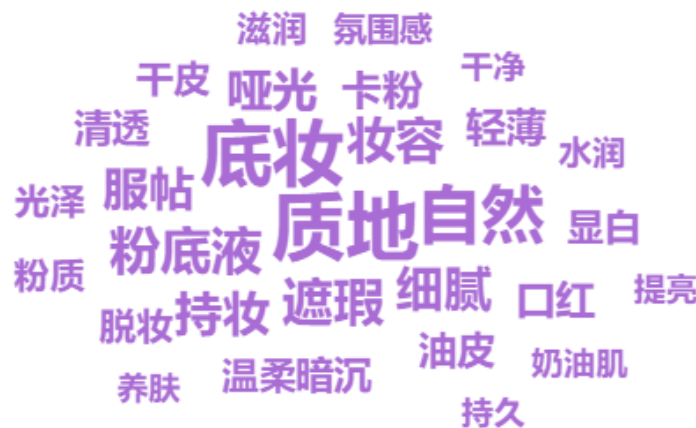 滋润 氛围感
干皮 哑光 卡粉 干净
清透 底妆 妆容 轻薄 水润
光泽 服帖 质地 自然 显白
粉质 粉底液 遮瑕 细腻 口红 提亮
脱妆 持妆 油皮 奶油肌
养肤 温柔 暗沉 持久